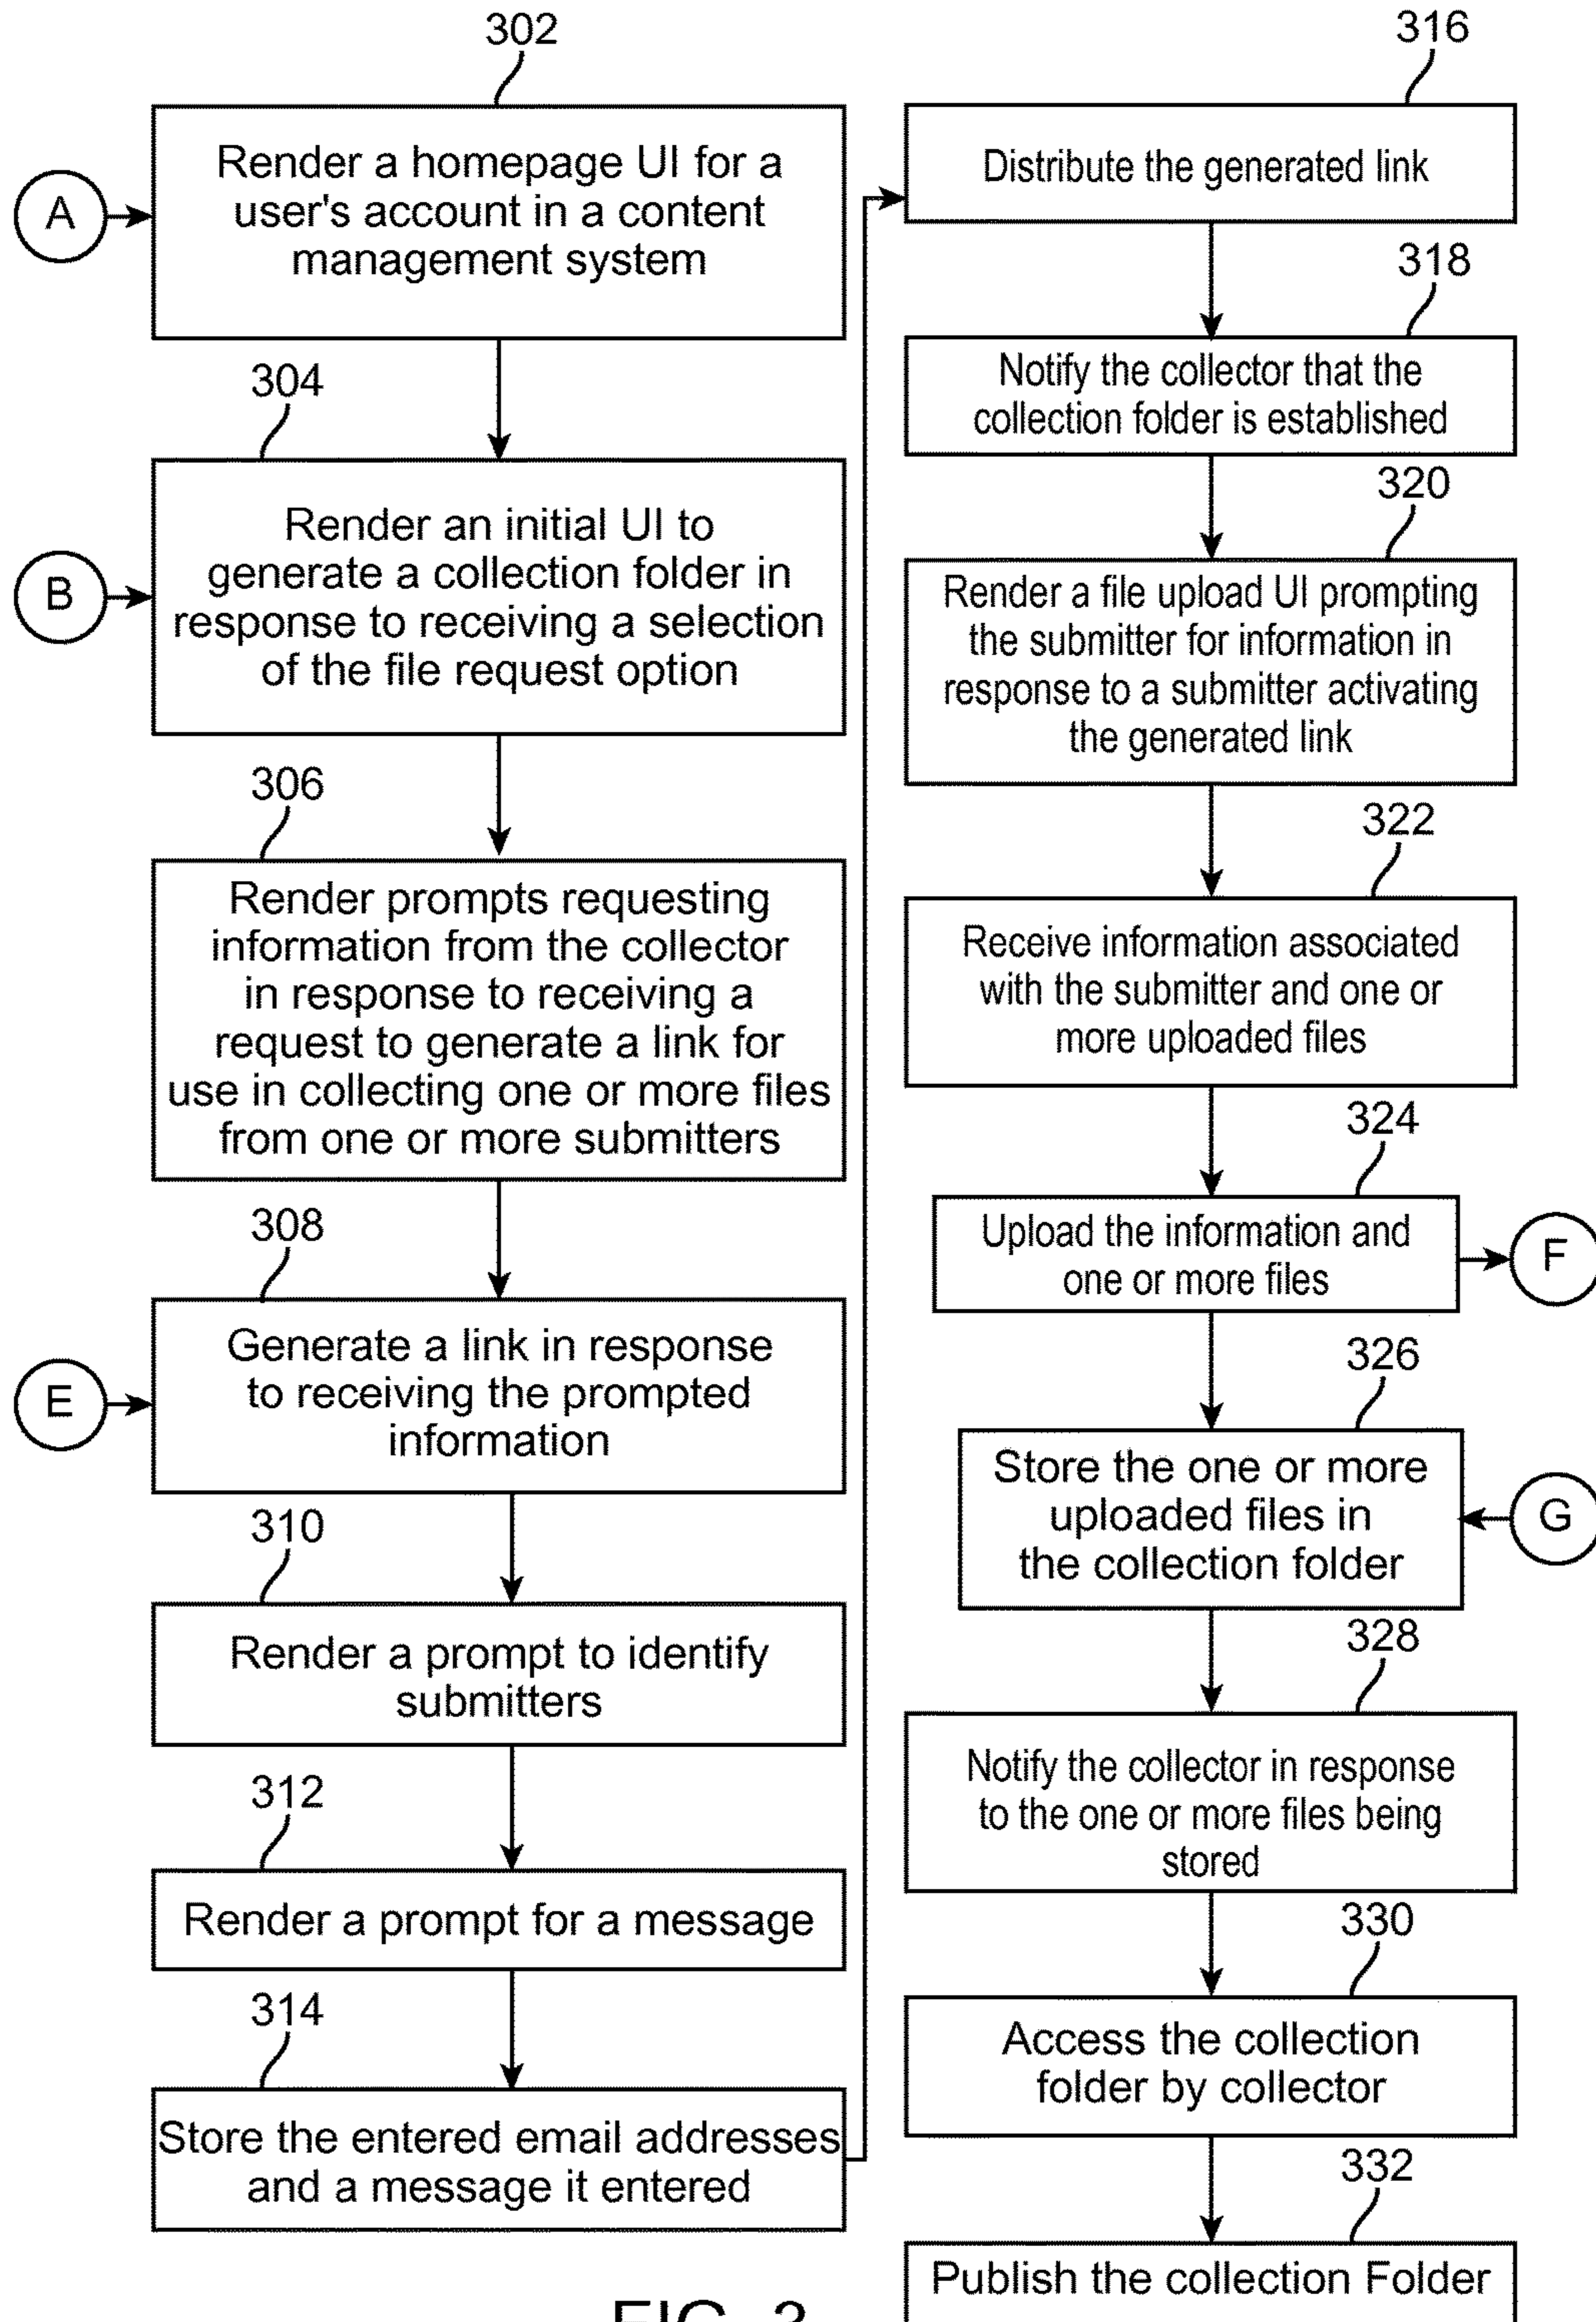 302
A
Render a homepage UI for a
user's account in a content
management system
304
B
Render an initial UI to
generate a collection folder in
response to receiving a selection
of the file request option
306
Render prompts requesting
information from the collector
in response to receiving a
request to generate a link for
use in collecting one or more files
from one or more submitters
308
E
Generate a link in response
to receiving the prompted
information
310
Render a prompt to identify
submitters
312
Render a prompt for a message
314
Store the entered email addresses
and a message it entered
316
Distribute the generated link
318
Notify the collector that the
collection folder is established
320
Render a file upload UI prompting
the submitter for information in
response to a submitter activating
the generated link
322
Receive information associated
with the submitter and one or
more uploaded files
324
Upload the information and
one or more files
F
326
Store the one or more
uploaded files in
the collection folder
G
328
Notify the collector in response
to the one or more files being
stored
330
Access the collection
folder by collector
332
Publish the collection Folder
FIG. 3